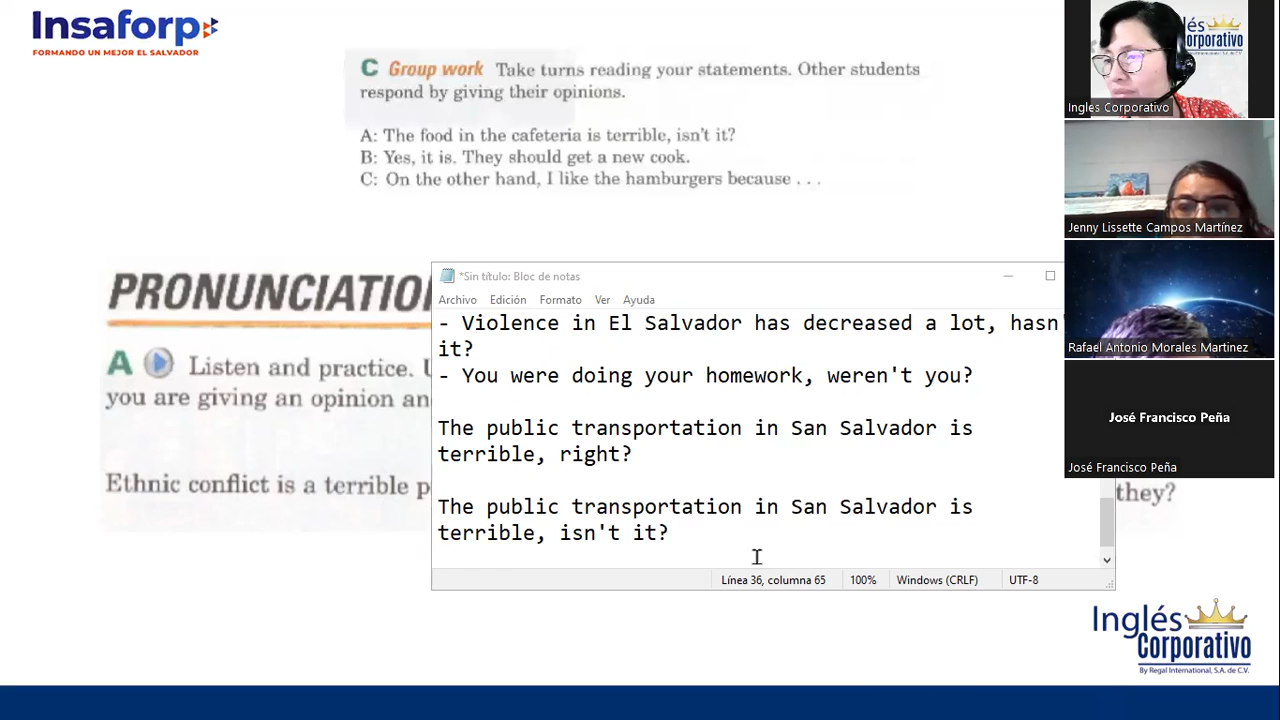 Insaforp
FORMANDO UN MEJOR EL SALVADOR
C Group work Take turns reading your statements. Other students
respond by giving their opinions.
A: The food in the cafeteria is terrible, isn't it?
B: Yes, it is. They should get a new cook.
C: On the other hand, I like the hamburgers because . . .
PRONUNCIATIO
A Listen and practice.
you are giving an opinion an
Ethnic conflict is a terrible p
they?
*Sin título: Bloc de notas
Archivo Edición Formato Ver Ayuda
- Violence in El Salvador has decreased a lot, hasn'
it?
- You were doing your homework, weren't you?
The public transportation in San Salvador is
terrible, right?
The public transportation in San Salvador is
terrible, isn't it?
Línea 36, columna 65 100% Windows (CRLF) UTF-8
és
orporativo
Ingles Corporativo
Jenny Lissette Campos Martínez
Rafael Antonio Morales Martinez
José Francisco Peña
José Francisco Peña
Inglés
Corporativo
By Regal International, S.A. de C.V.